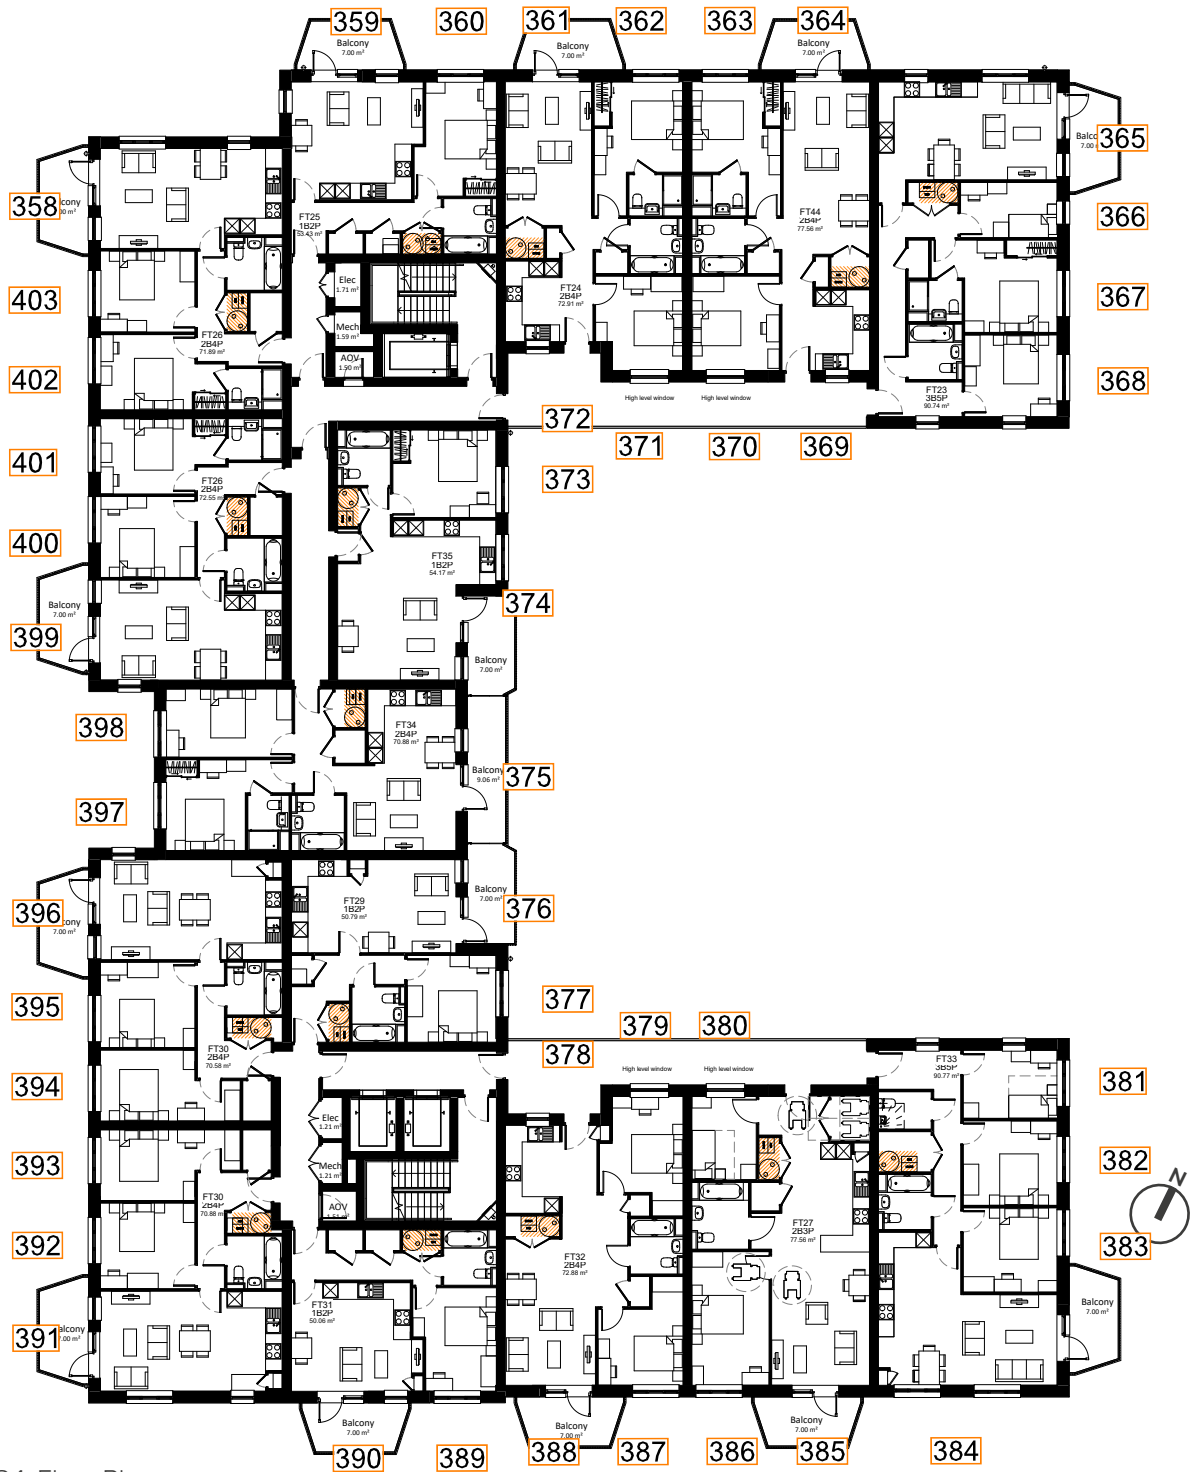 359
360
361
362
363
364
Balcony
7.00 m²
Balcony
7.00 m²
Balcony
7.00 m²
365
358
366
FT25
1B2P
53.43 m²
FT44
2B4P
77.56 m²
403
Elec
1.71 m²
FT24
2B4P
72.91 m²
367
Mech
1.59 m²
FT26
2B4P
71.89 m²
AOV
1.50 m²
402
368
FT23
3B5P
90.74 m²
High level window
High level window
372
371
370
369
401
373
FT26
2B4P
72.55 m²
400
FT35
1B2P
54.17 m²
Balcony
7.00 m²
374
399
Balcony
7.00 m²
398
FT34
2B4P
70.88 m²
Balcony
9.06 m²
375
397
396
FT29
1B2P
50.79 m²
Balcony
7.00 m²
376
395
377
379
380
378
FT30
2B4P
70.58 m²
High level window
High level window
FT33
3B5P
90.77 m²
394
381
Elec
1.21 m²
393
Mech
1.21 m²
382
FT30
2B4P
70.88 m²
AOV
N
392
FT32
2B4P
72.88 m²
FT27
2B3P
77.56 m²
383
391
FT31
1B2P
50.06 m²
Balcony
7.00 m²
Balcony
7.00 m²
Balcony
7.00 m²
Balcony
7.00 m²
390
389
388
387
386
385
384